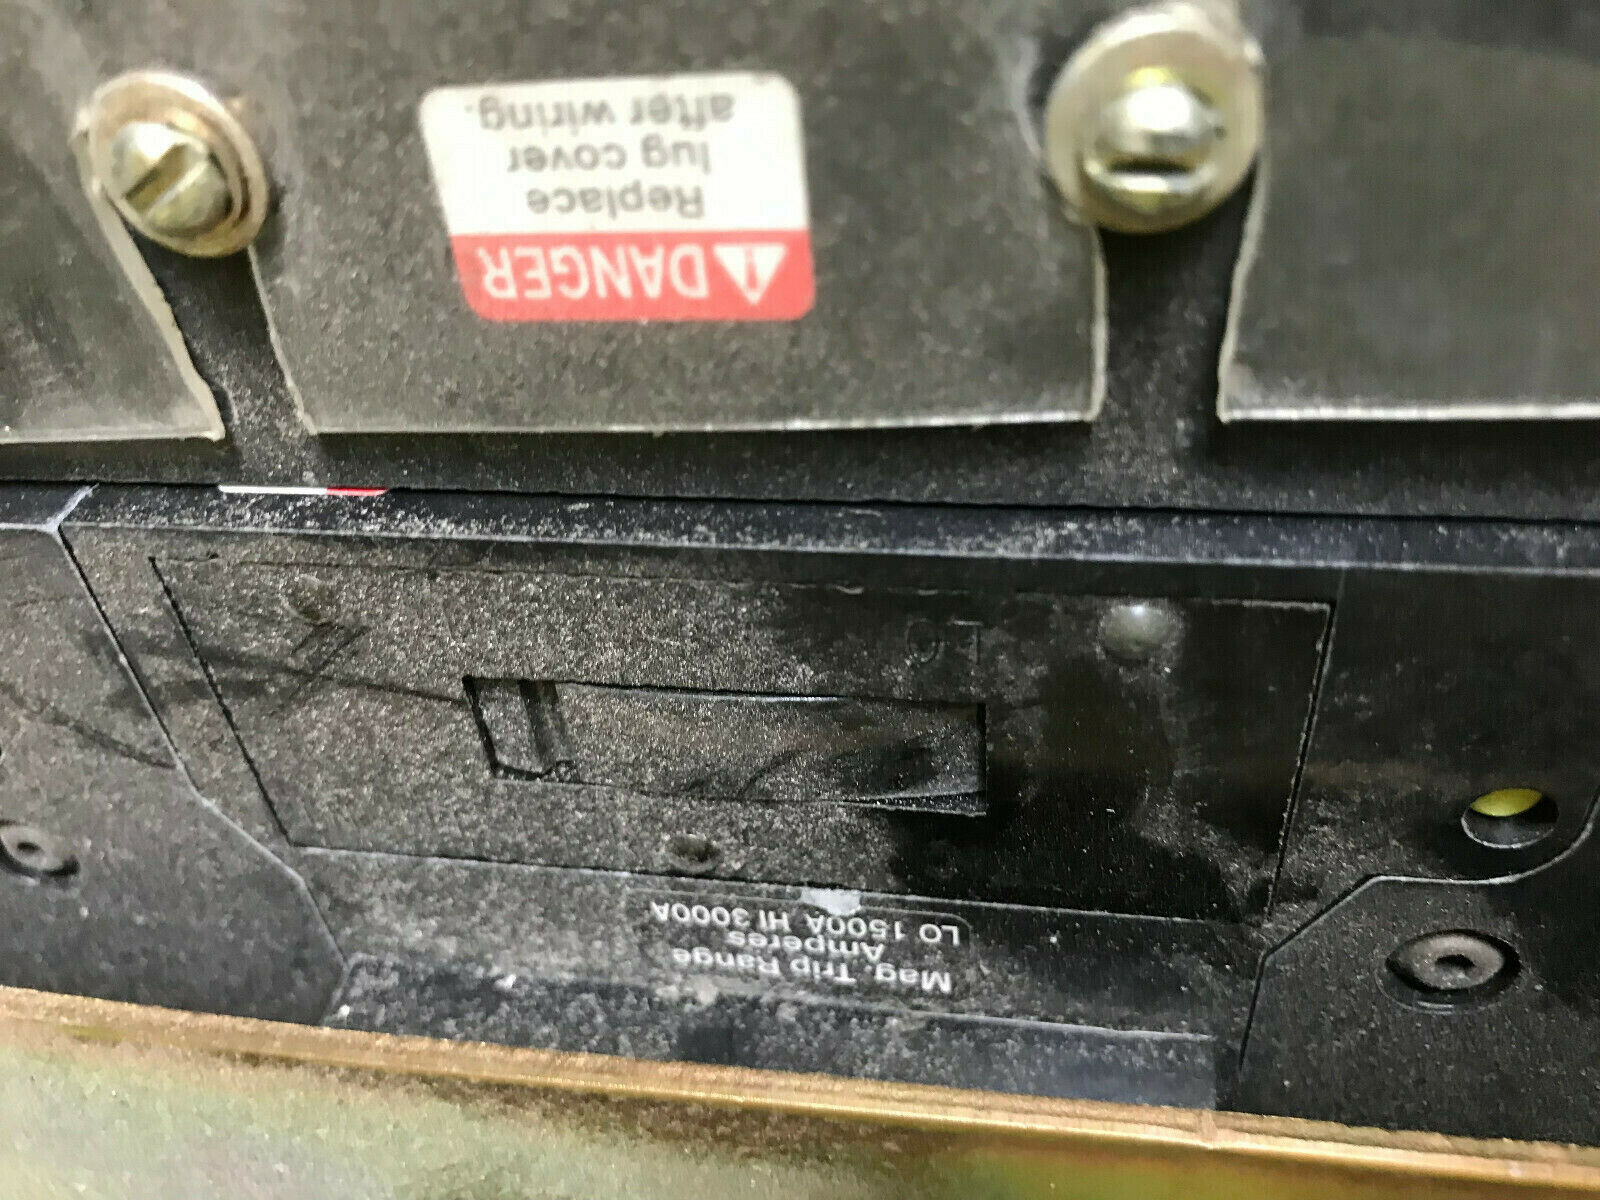 DANGER
Replace
lug cover
after wiring.
LO
Mag. Trip Range
Amperes
LO 1500A HI 3000A